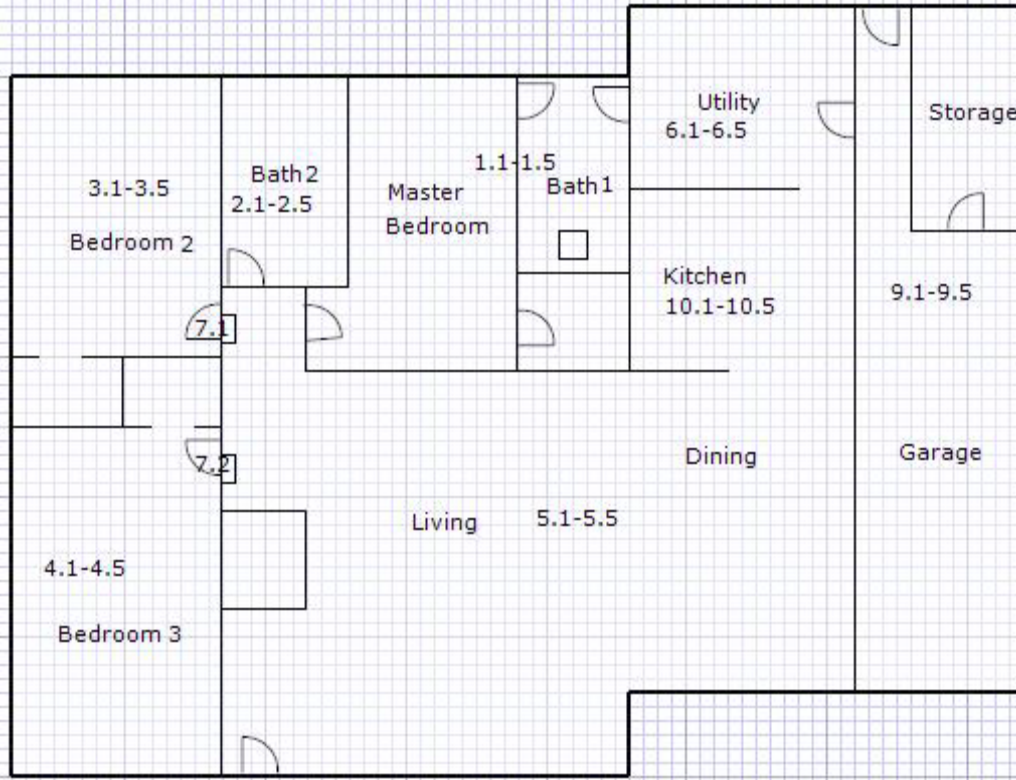 Utility
6.1-6.5
Storage
1.1-1.5
Bath 1
Bath 2
2.1-2.5
3.1-3.5
Bedroom 2
Master
Bedroom
Kitchen
10.1-10.5
9.1-9.5
7.1
7.2
Dining
Garage
Living
5.1-5.5
4.1-4.5
Bedroom 3